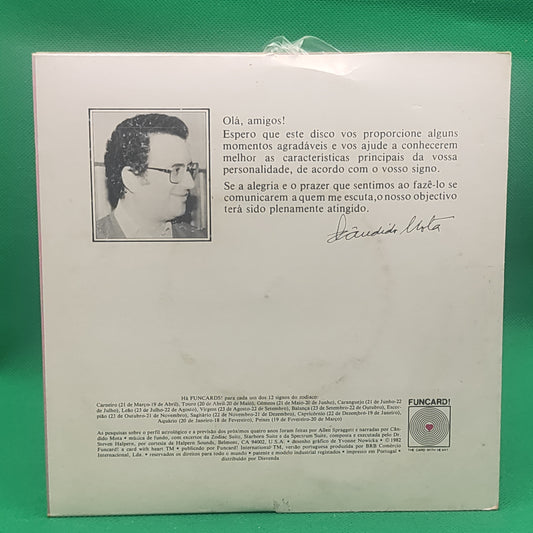 Olá, amigos!
Espero que este disco vos proporcione alguns
momentos agradáveis e vos ajude a conhecerem
melhor as características principais da vossa
personalidade, de acordo com o vosso signo.
Se a alegria e o prazer que sentimos ao fazê-lo se
comunicarem a quem me escuta, o nosso objectivo
terá sido plenamente atingido.
Cândido Mota
Há FUNCARDS! para cada um dos 12 signos do zodíaco:
Carneiro (21 de Março-19 de Abril), Touro (20 de Abril-20 de Maio), Gémeos (21 de Maio-20 de Junho), Caranguejo (21 de Junho-22
de Julho), Leão (23 de Julho-22 de Agosto), Virgem (23 de Agosto-22 de Setembro), Balança (23 de Setembro-22 de Outubro), Escor-
pião (23 de Outubro-21 de Novembro), Sagitário (22 de Novembro-21 de Dezembro), Capricórnio (22 de Dezembro-19 de Janeiro),
Aquário (20 de Janeiro-18 de Fevereiro), Peixes (19 de Fevereiro-20 de Março)
As pesquisas sobre o perfil astrológico e a previsão dos próximos quatro anos foram feitas por Allen Spraggett e narradas por Cân-
dido Mota • música de fundo, com excertos da Zodiac Suite, Starborn Suite e da Spectrum Suite, composta e executada pelo Dr.
Steven Halpern, por cortesia da Halpern Sounds, Belmont, CA 94002, U.S.A. • desenho gráfico de Yvonne Nowicka • © 1982
Funcard! a card with heart TM • publicado por Funcard! International TM, versão portuguesa produzida por BRB Comércio
Internacional, Lda. • reservados os direitos para todo o mundo • patente e modelo industrial registados • impresso em Portugal •
distribuído por Disvenda
FUNCARD!
THE CARD WITH HEART